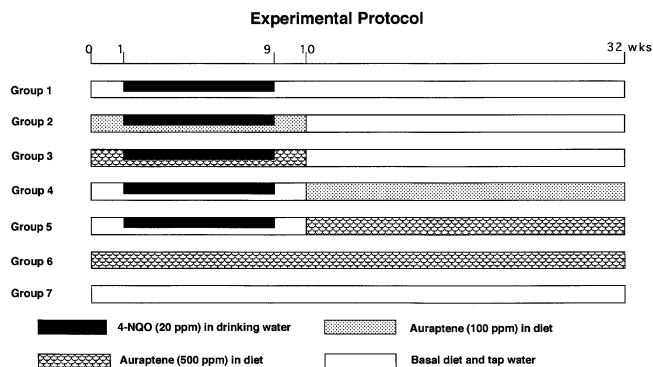 Experimental Protocol
0 1 9 10 32 wks
Group 1
Group 2
Group 3
Group 4
Group 5
Group 6
Group 7
4-NQO (20 ppm) in drinking water
Auraptene (100 ppm) in diet
Auraptene (500 ppm) in diet
Basal diet and tap water